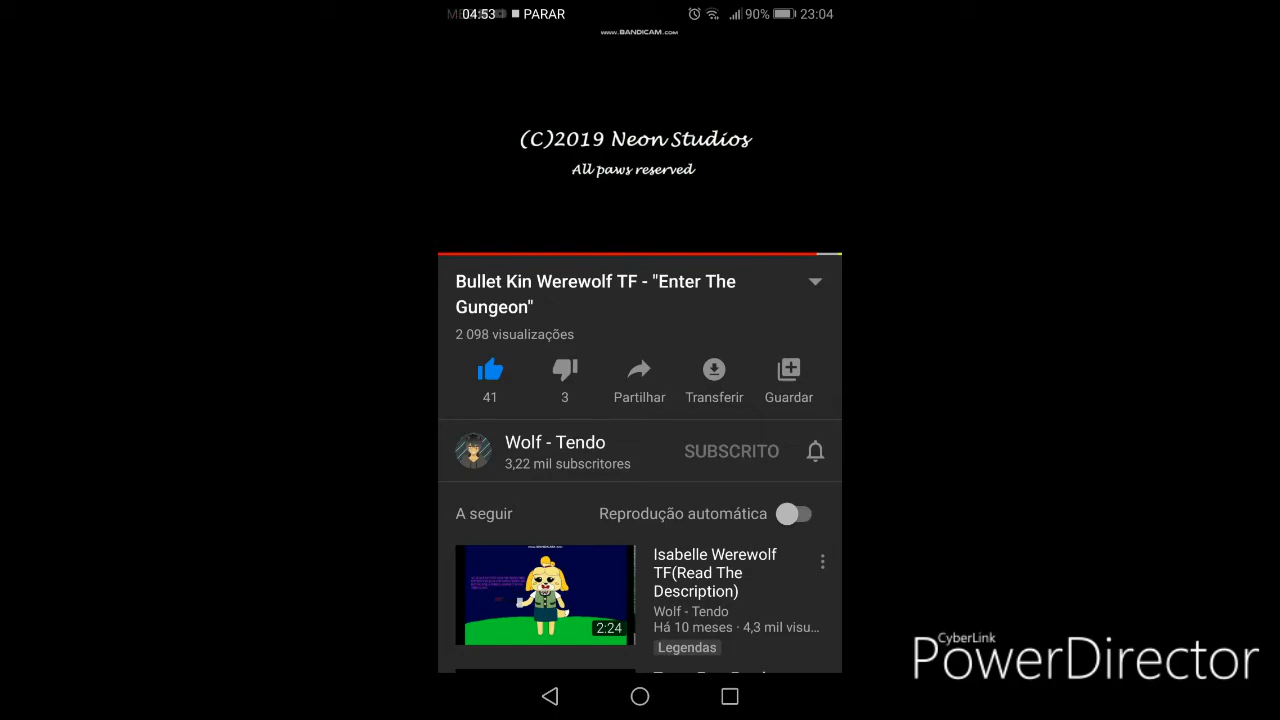 04:53 PARAR 90% 23:04
www.BANDICAM.com
(C)2019 Neon Studios
All paws reserved
Bullet Kin Werewolf TF - "Enter The
Gungeon"
2 098 visualizações
41 3 Partilhar Transferir Guardar
Wolf - Tendo
3,22 mil subscritores
SUBSCRITO
A seguir Reprodução automática
2:24
Isabelle Werewolf
TF(Read The
Description)
Wolf - Tendo
Há 10 meses · 4,3 mil visu...
Legendas
CyberLink
PowerDirector